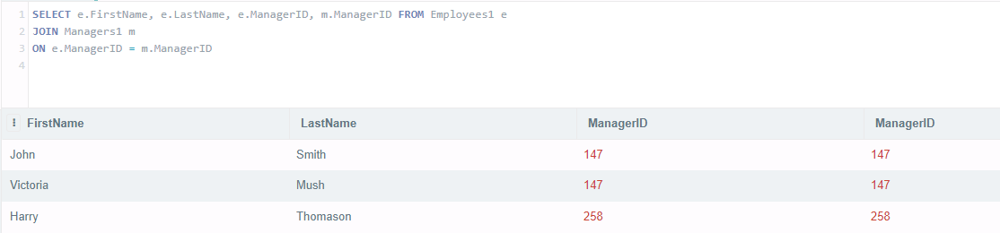 1 SELECT e.FirstName, e.LastName, e.ManagerID, m.ManagerID FROM Employees1 e
2 JOIN Managers1 m
3 ON e.ManagerID = m.ManagerID
4
FirstName LastName ManagerID ManagerID
John Smith 147 147
Victoria Mush 147 147
Harry Thomason 258 258